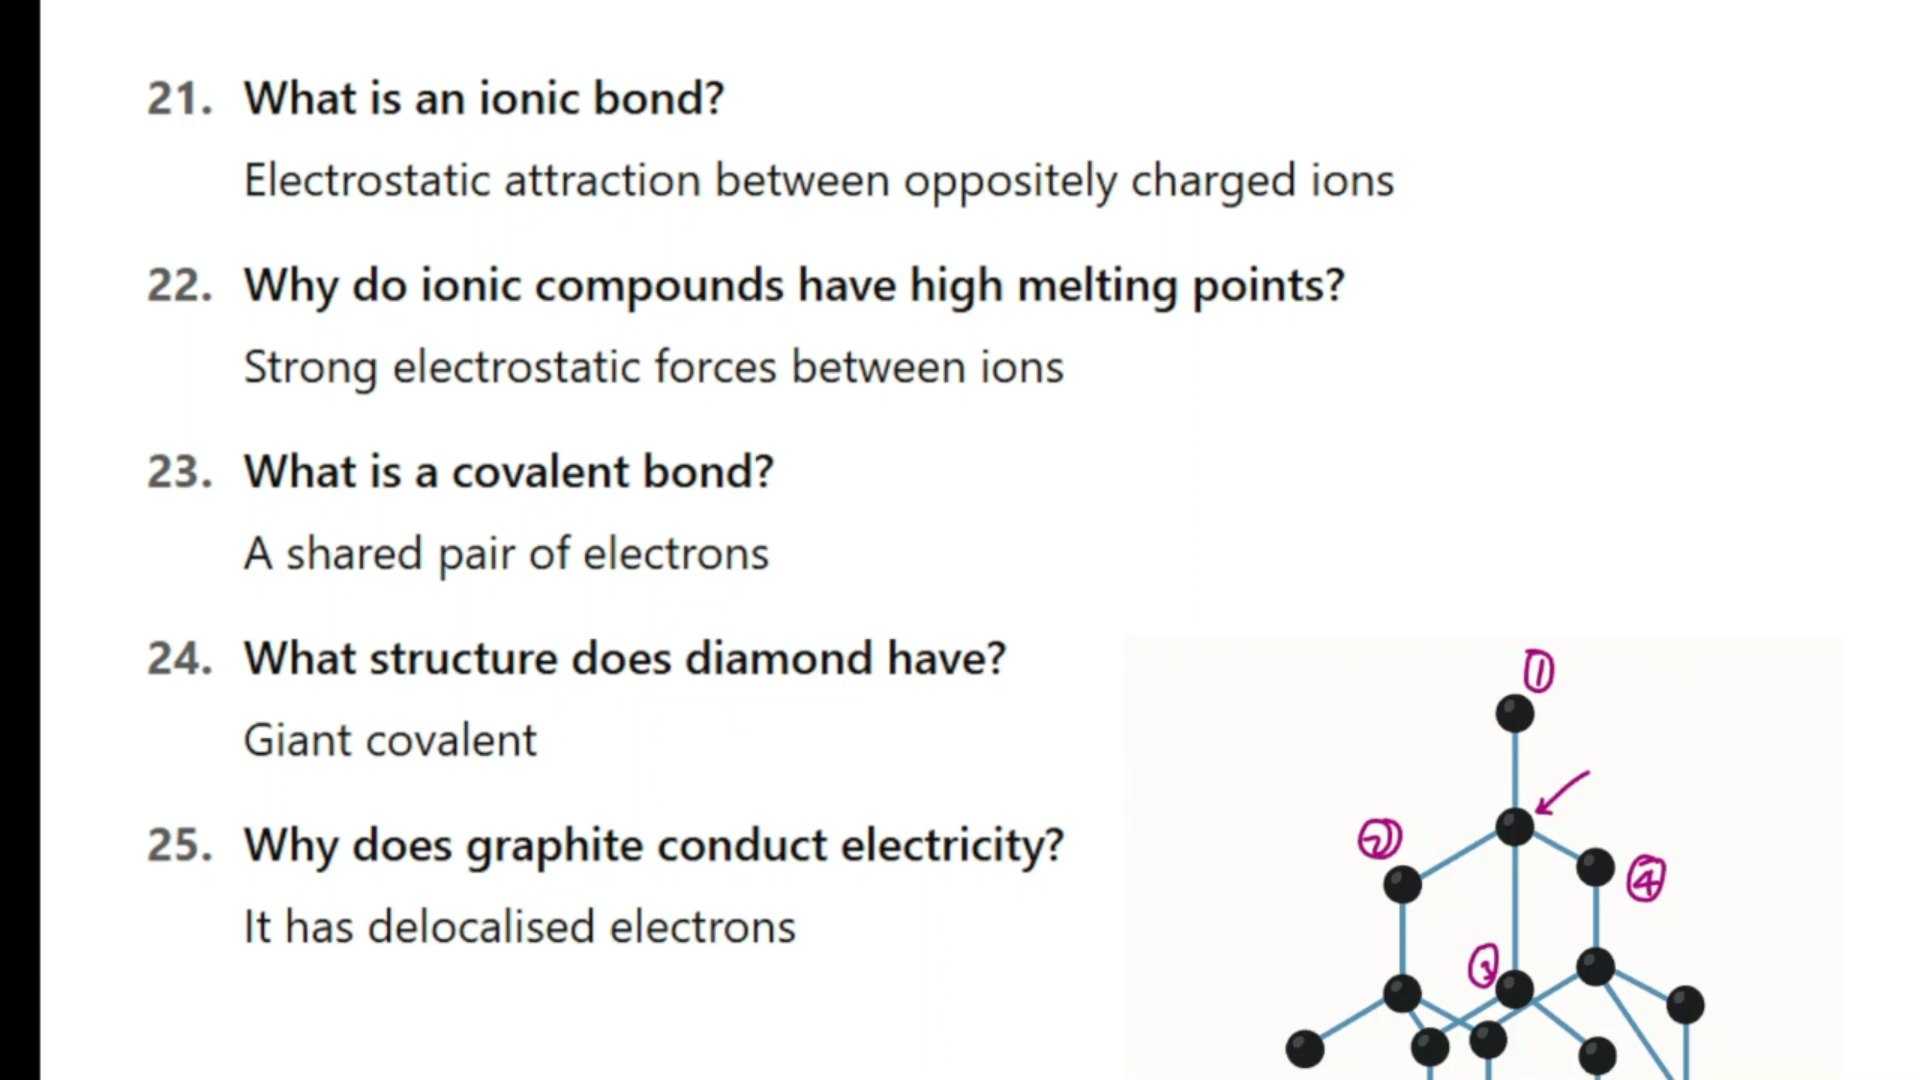 21. What is an ionic bond?
Electrostatic attraction between oppositely charged ions
22. Why do ionic compounds have high melting points?
Strong electrostatic forces between ions
23. What is a covalent bond?
A shared pair of electrons
24. What structure does diamond have?
Giant covalent
25. Why does graphite conduct electricity?
It has delocalised electrons
1
2
4
3